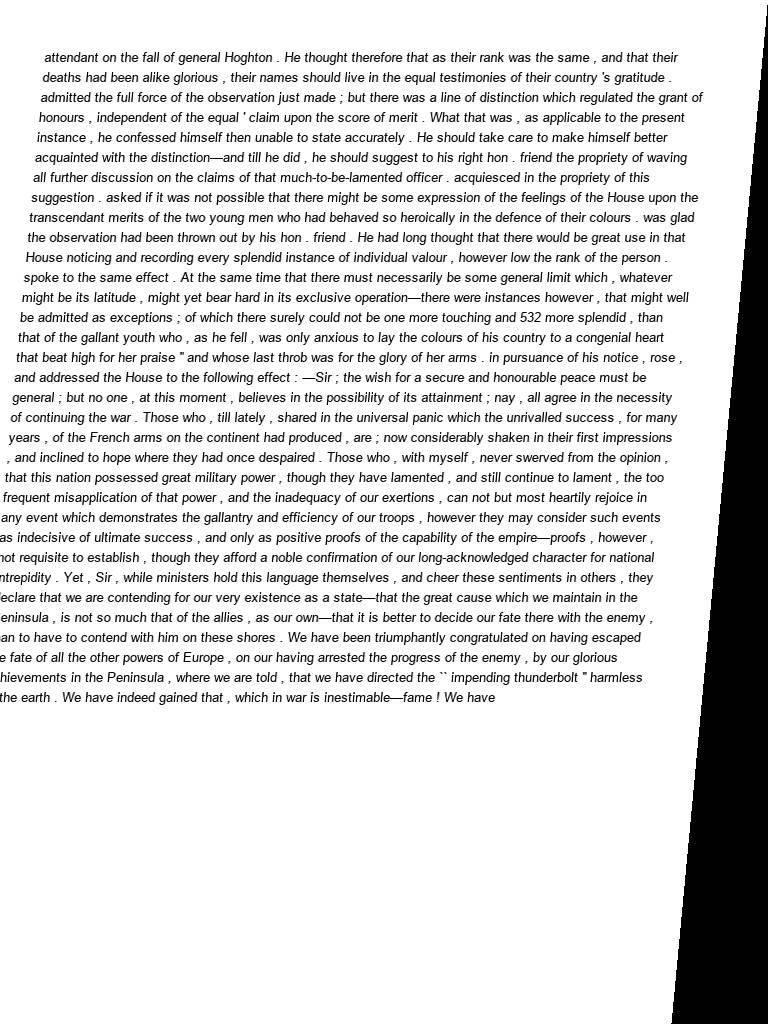 attendant on the fall of general Hoghton . He thought therefore that as their rank was the same , and that their
deaths had been alike glorious , their names should live in the equal testimonies of their country 's gratitude .
admitted the full force of the observation just made ; but there was a line of distinction which regulated the grant of
honours , independent of the equal ' claim upon the score of merit . What that was , as applicable to the present
instance , he confessed himself then unable to state accurately . He should take care to make himself better
acquainted with the distinction—and till he did , he should suggest to his right hon . friend the propriety of waving
all further discussion on the claims of that much-to-be-lamented officer . acquiesced in the propriety of this
suggestion . asked if it was not possible that there might be some expression of the feelings of the House upon the
transcendant merits of the two young men who had behaved so heroically in the defence of their colours . was glad
the observation had been thrown out by his hon . friend . He had long thought that there would be great use in that
House noticing and recording every splendid instance of individual valour , however low the rank of the person .
spoke to the same effect . At the same time that there must necessarily be some general limit which , whatever
might be its latitude , might yet bear hard in its exclusive operation—there were instances however , that might well
be admitted as exceptions ; of which there surely could not be one more touching and 532 more splendid , than
that of the gallant youth who , as he fell , was only anxious to lay the colours of his country to a congenial heart
that beat high for her praise '' and whose last throb was for the glory of her arms . in pursuance of his notice , rose ,
and addressed the House to the following effect : —Sir ; the wish for a secure and honourable peace must be
general ; but no one , at this moment , believes in the possibility of its attainment ; nay , all agree in the necessity
of continuing the war . Those who , till lately , shared in the universal panic which the unrivalled success , for many
years , of the French arms on the continent had produced , are ; now considerably shaken in their first impressions
, and inclined to hope where they had once despaired . Those who , with myself , never swerved from the opinion ,
that this nation possessed great military power , though they have lamented , and still continue to lament , the too
frequent misapplication of that power , and the inadequacy of our exertions , can not but most heartily rejoice in
any event which demonstrates the gallantry and efficiency of our troops , however they may consider such events
as indecisive of ultimate success , and only as positive proofs of the capability of the empire—proofs , however ,
not requisite to establish , though they afford a noble confirmation of our long-acknowledged character for national
ntrepidity . Yet , Sir , while ministers hold this language themselves , and cheer these sentiments in others , they
declare that we are contending for our very existence as a state—that the great cause which we maintain in the
eninsula , is not so much that of the allies , as our own—that it is better to decide our fate there with the enemy ,
an to have to contend with him on these shores . We have been triumphantly congratulated on having escaped
e fate of all the other powers of Europe , on our having arrested the progress of the enemy , by our glorious
hievements in the Peninsula , where we are told , that we have directed the `` impending thunderbolt '' harmless
the earth . We have indeed gained that , which in war is inestimable—fame ! We have